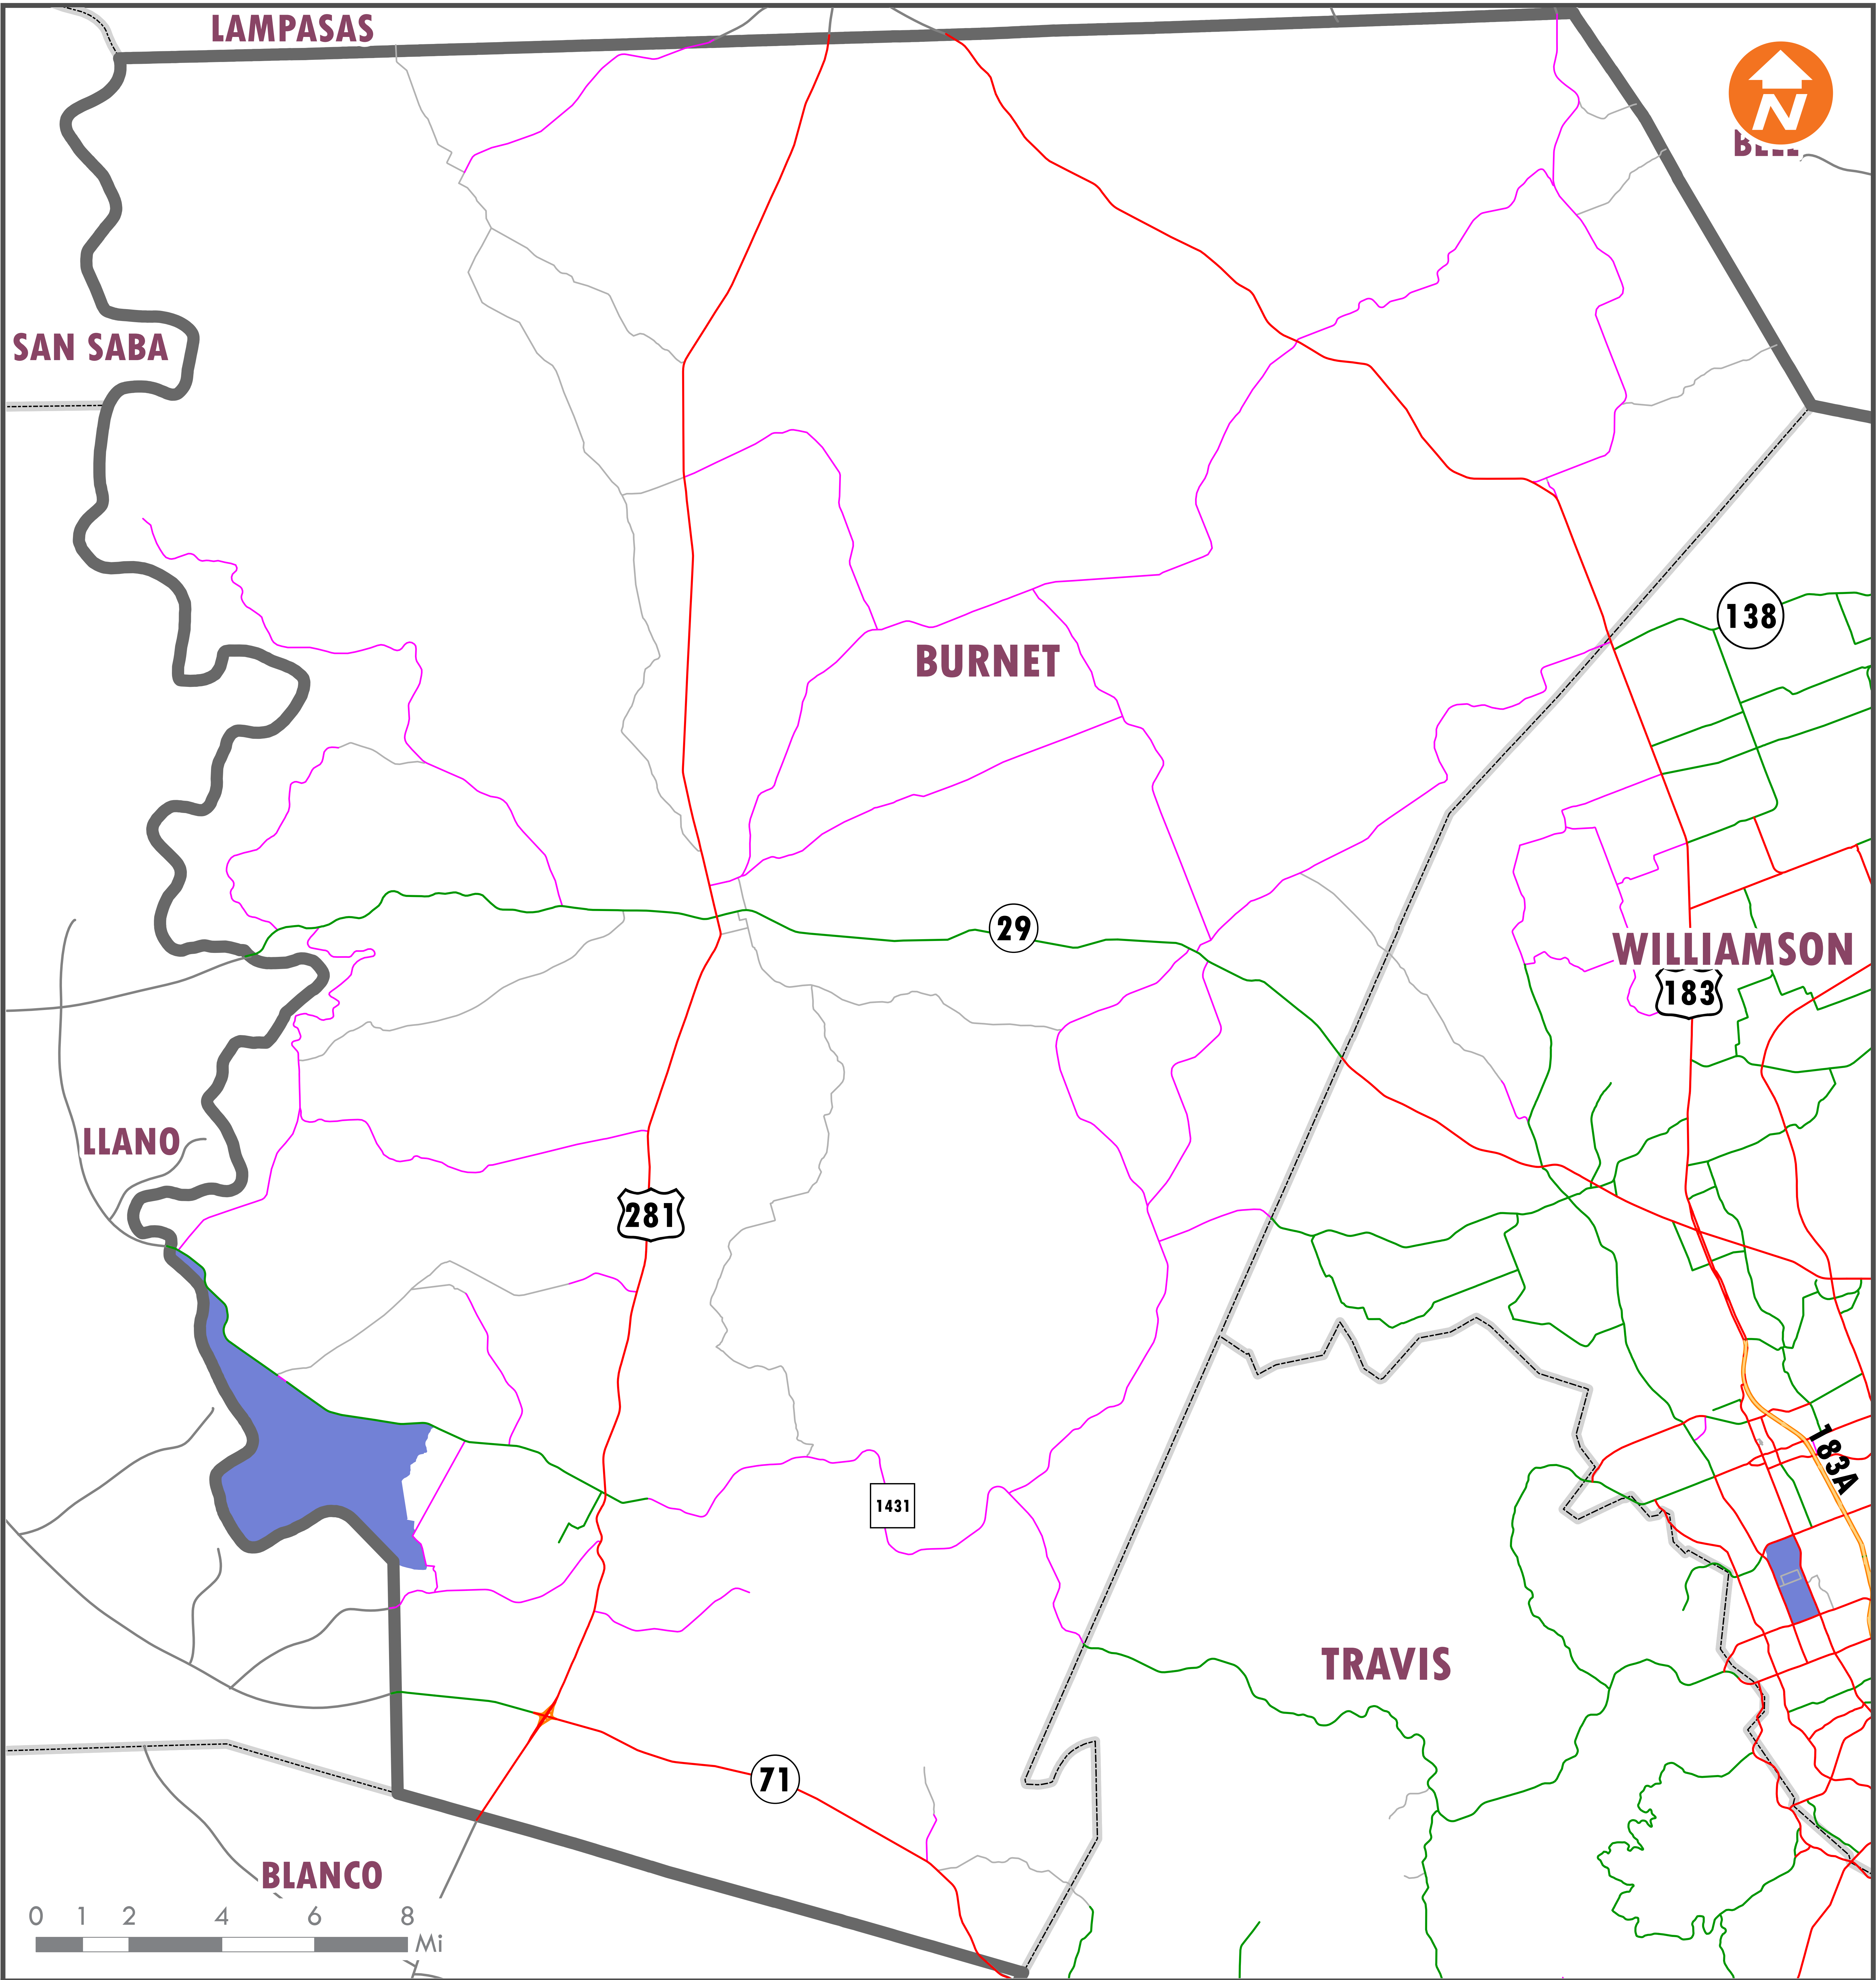 LAMPASAS
N
SAN SABA
138
BURNET
29
WILLIAMSON
183
LLANO
281
183A
1431
TRAVIS
71
BLANCO
0 1 2 4 6 8
Mi